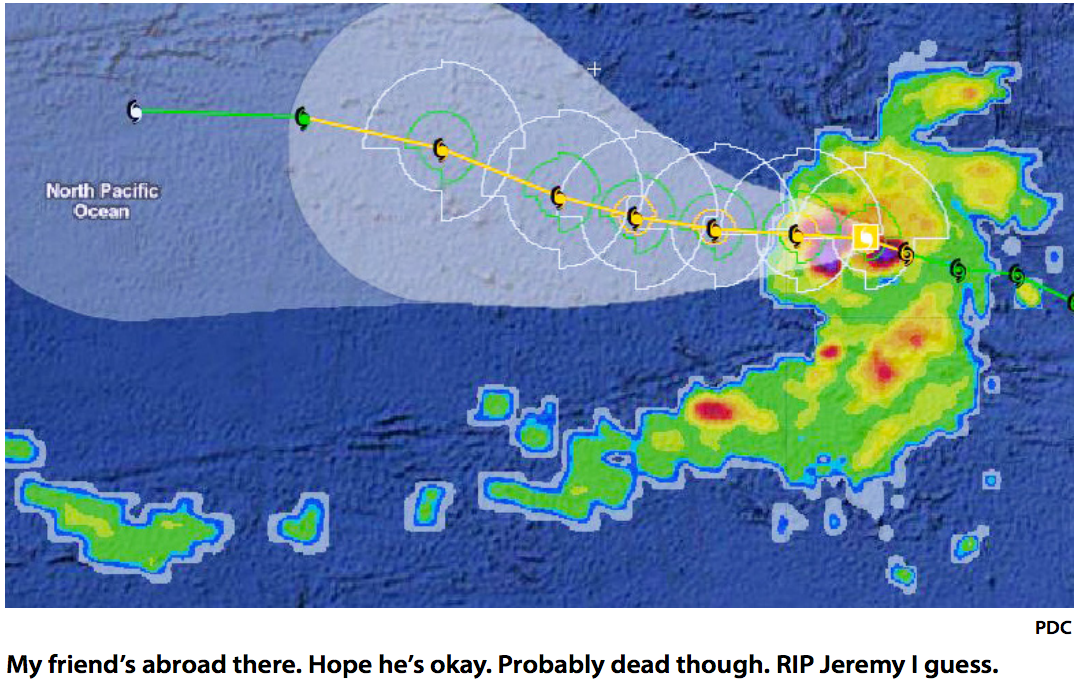 North Pacific
Ocean
PDC
My friend’s abroad there. Hope he’s okay. Probably dead though. RIP Jeremy I guess.